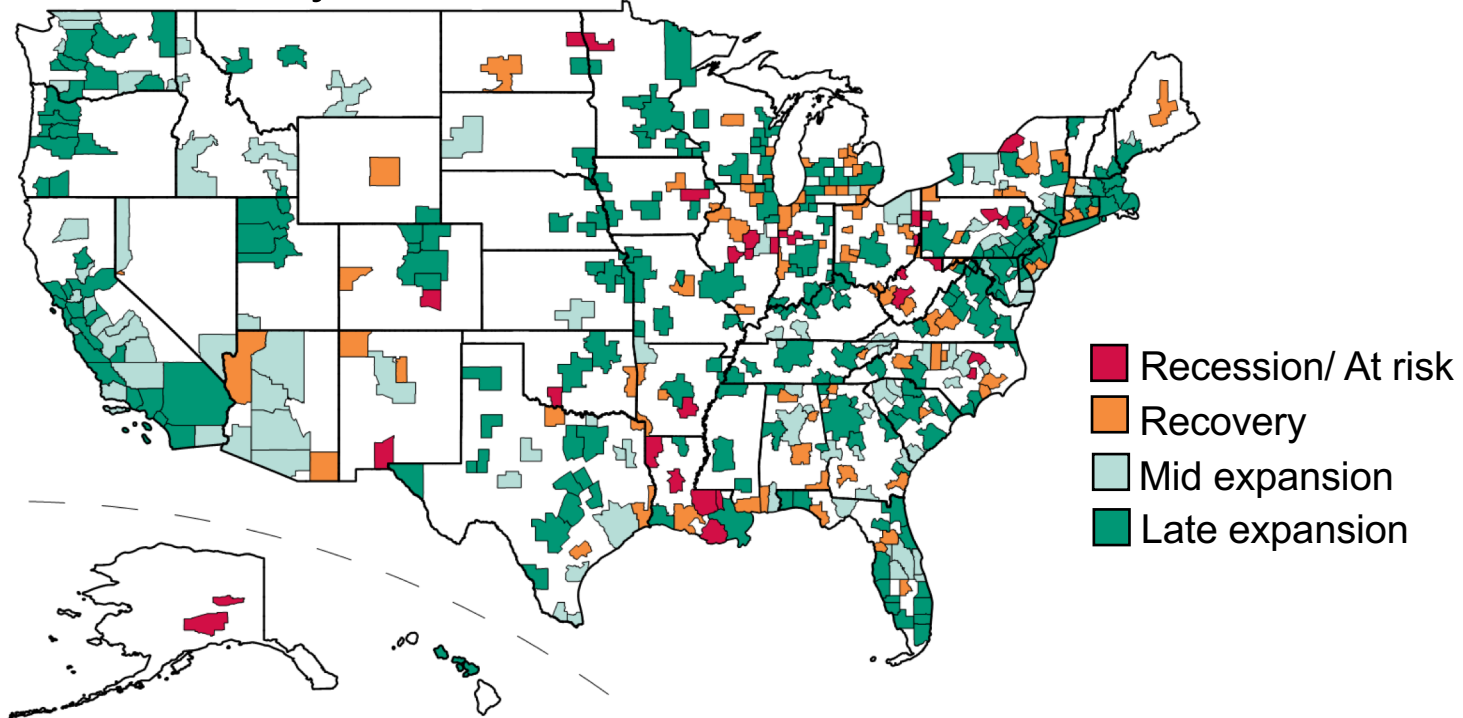 Recession/ At risk
Recovery
Mid expansion
Late expansion